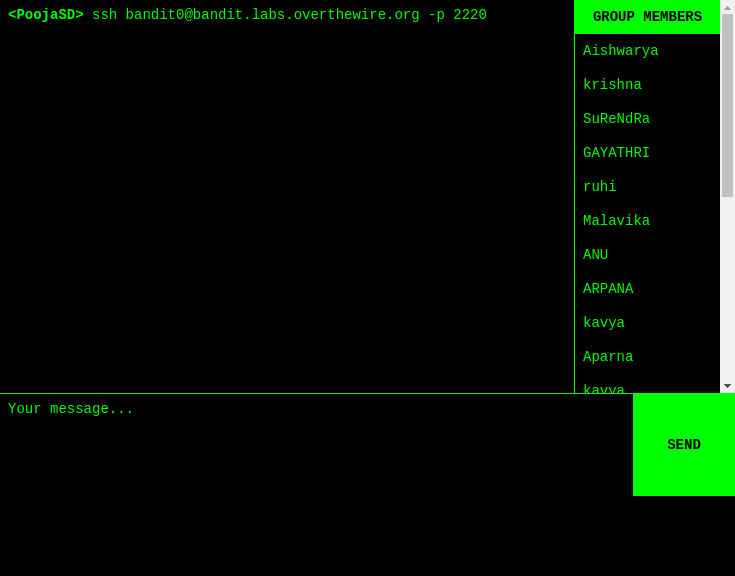 <PoojaSD> ssh bandit0@bandit.labs.overthewire.org -p 2220
GROUP MEMBERS
Aishwarya
krishna
SuReNdRa
GAYATHRI
ruhi
Malavika
ANU
ARPANA
kavya
Aparna
kavya
Your message...
SEND